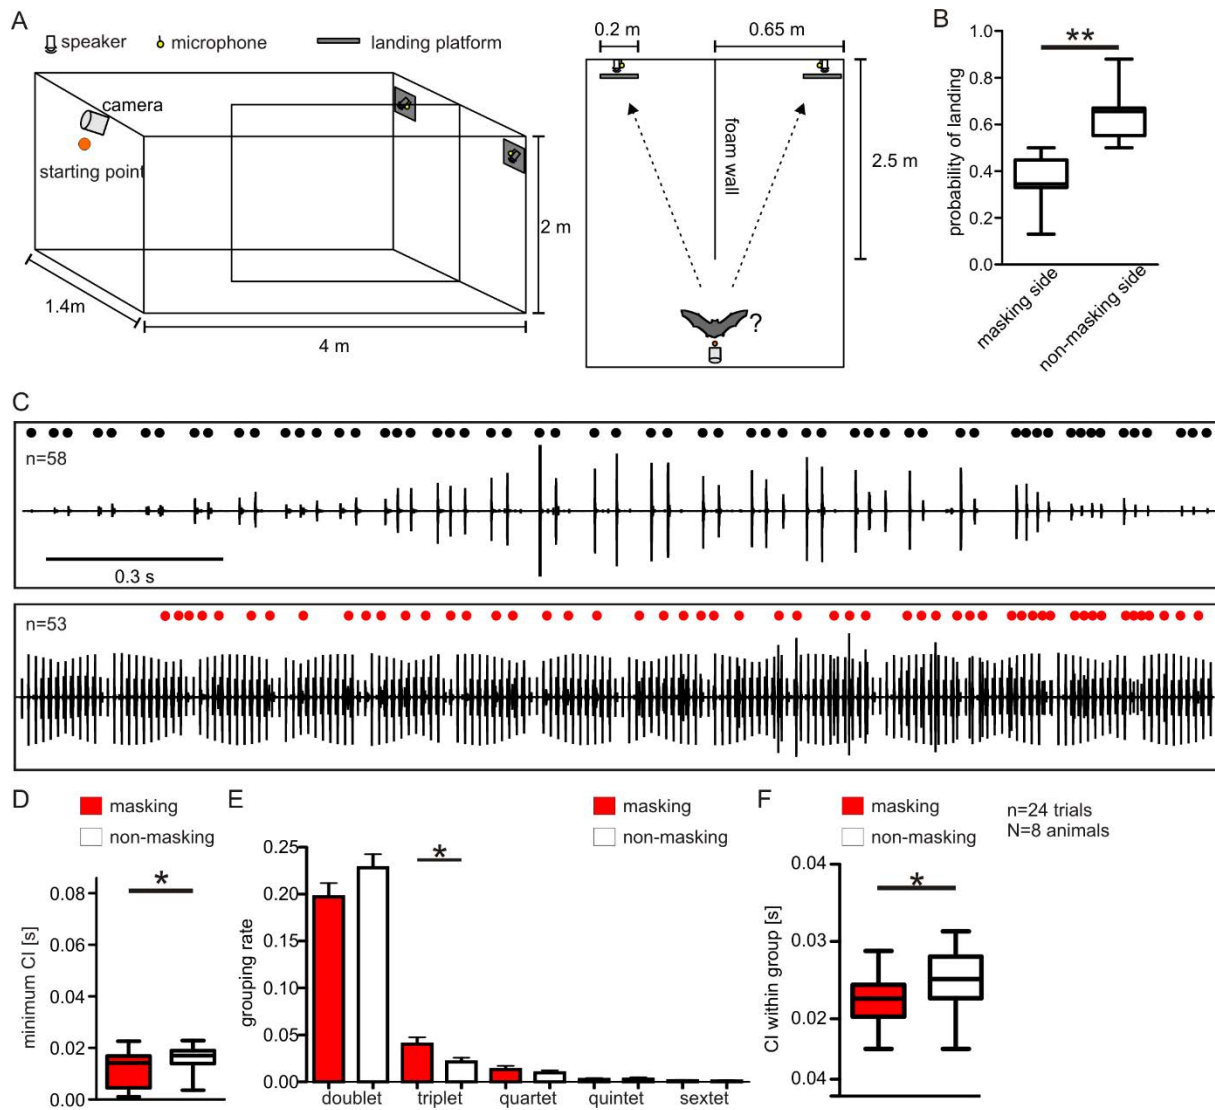 A
speaker
microphone
landing platform
camera
starting point
1.4m
4 m
2 m
0.2 m
0.65 m
foam wall
2.5 m
?
B
**
probability of landing
1.0
0.8
0.6
0.4
0.2
0.0
masking side
non-masking side
C
n=58
0.3 s
n=53
D
masking
non-masking
*
minimum CI [s]
0.08
0.06
0.04
0.02
0.00
E
masking
non-masking
*
grouping rate
0.25
0.20
0.15
0.10
0.05
0.00
doublet
triplet
quartet
quintet
sextet
F
masking
non-masking
n=24 trials
N=8 animals
*
CI within group [s]
0.04
0.03
0.02
0.04